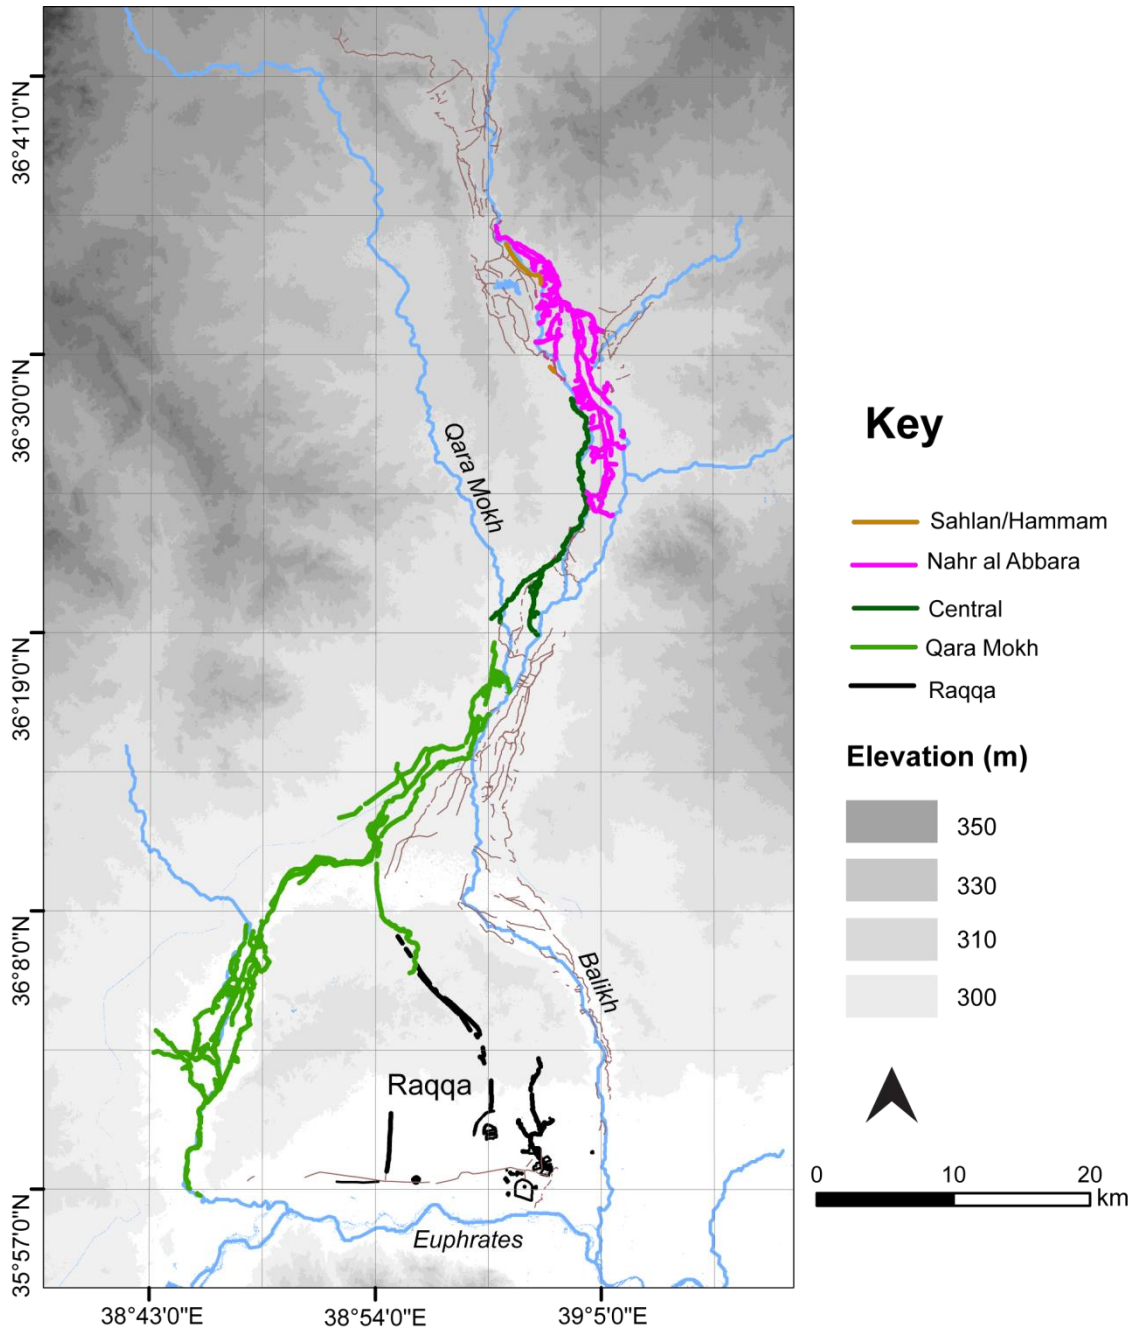 36°41'0"N
36°30'0"N
36°19'0"N
36°8'0"N
35°57'0"N
38°43'0"E
38°54'0"E
39°5'0"E
Qara Mokh
Balikh
Raqqa
Euphrates
Key
Sahlan/Hammam
Nahr al Abbara
Central
Qara Mokh
Raqqa
Elevation (m)
350
330
310
300
0 10 20
km